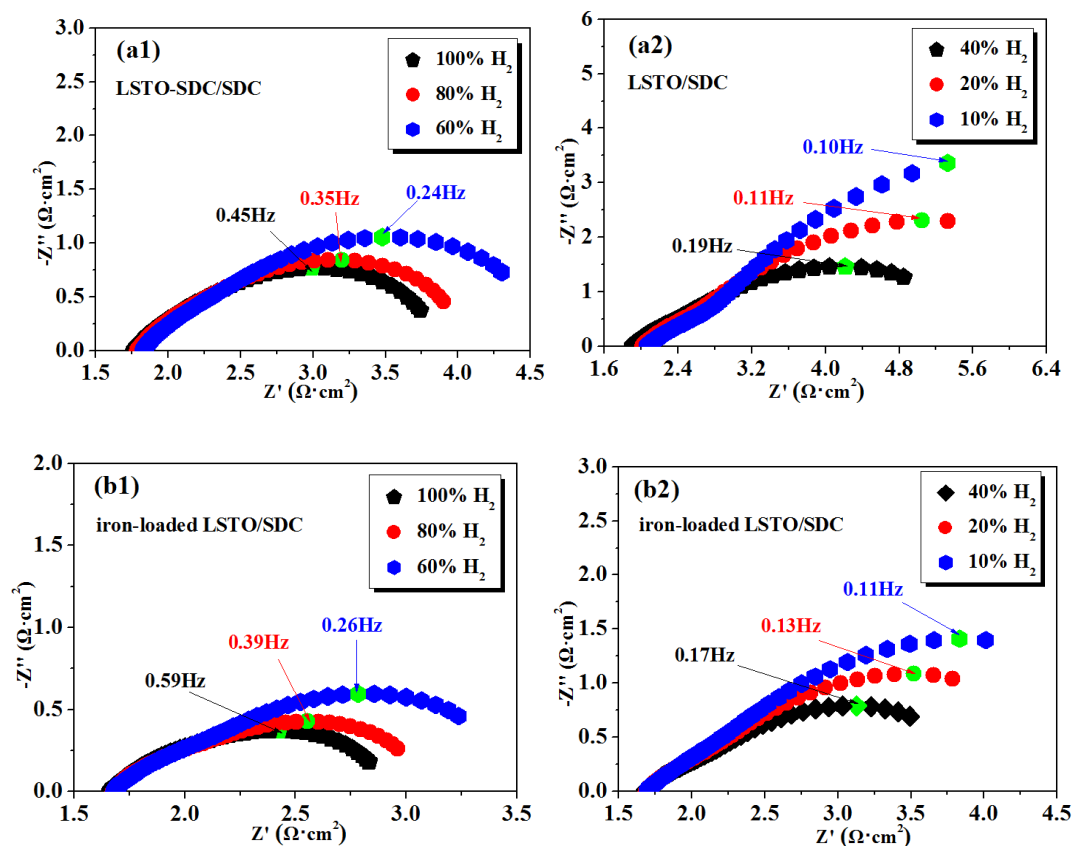 (a1)
LSTO-SDC/SDC
100% H2
80% H2
60% H2
0.45Hz
0.35Hz
0.24Hz
3.0
2.5
2.0
1.5
1.0
0.5
0.0
-Z'' (Ω·cm²)
1.5 2.0 2.5 3.0 3.5 4.0 4.5
Z' (Ω·cm²)
(a2)
LSTO/SDC
40% H2
20% H2
10% H2
0.10Hz
0.11Hz
0.19Hz
6
5
4
3
2
1
0
-Z'' (Ω·cm²)
1.6 2.4 3.2 4.0 4.8 5.6 6.4
Z' (Ω·cm²)
(b1)
iron-loaded LSTO/SDC
100% H2
80% H2
60% H2
0.26Hz
0.39Hz
0.59Hz
2.0
1.5
1.0
0.5
0.0
-Z'' (Ω·cm²)
1.5 2.0 2.5 3.0 3.5
Z' (Ω·cm²)
(b2)
iron-loaded LSTO/SDC
40% H2
20% H2
10% H2
0.11Hz
0.13Hz
0.17Hz
3.0
2.5
2.0
1.5
1.0
0.5
0.0
-Z'' (Ω·cm²)
1.5 2.0 2.5 3.0 3.5 4.0 4.5
Z' (Ω·cm²)